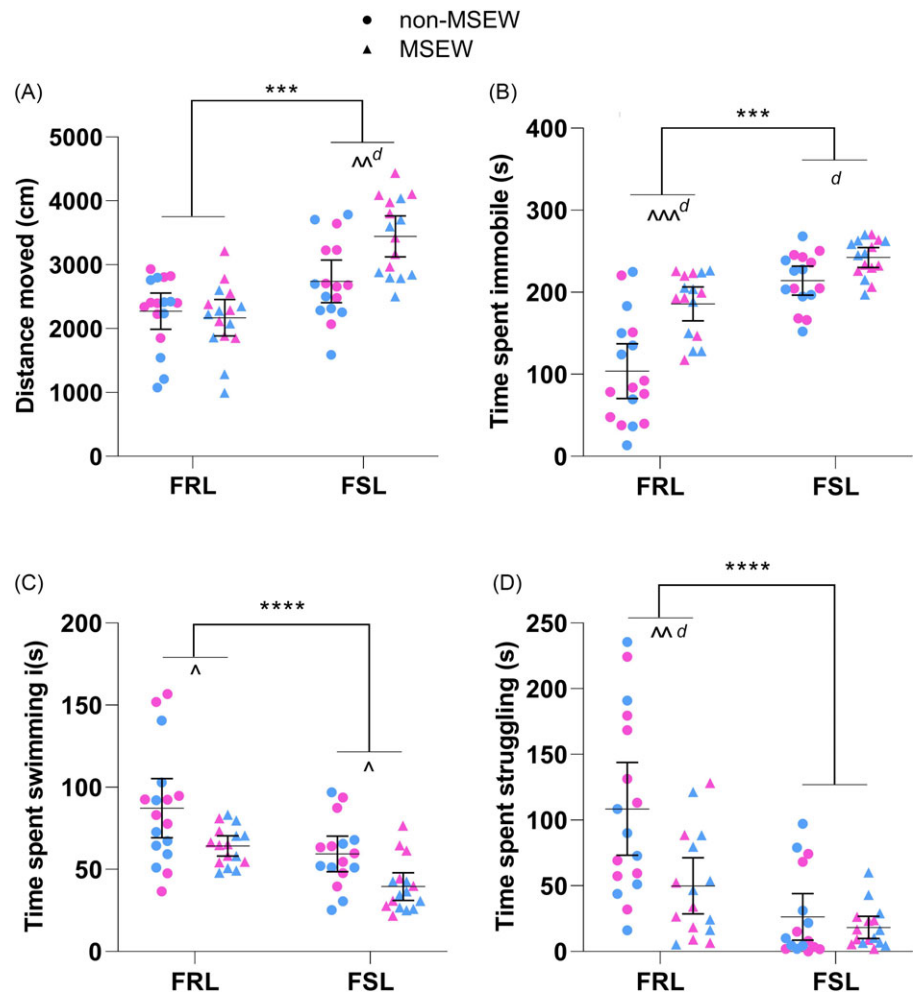 ● non-MSEW
▲ MSEW
(A)
***
^^d
Distance moved (cm)
5000
4000
3000
2000
1000
0
FRL FSL
(B)
***
^^^d
d
Time spent immobile (s)
400
300
200
100
0
FRL FSL
(C)
****
^
^
Time spent swimming i(s)
200
150
100
50
0
FRL FSL
(D)
****
^^ d
Time spent struggling (s)
250
200
150
100
50
0
FRL FSL